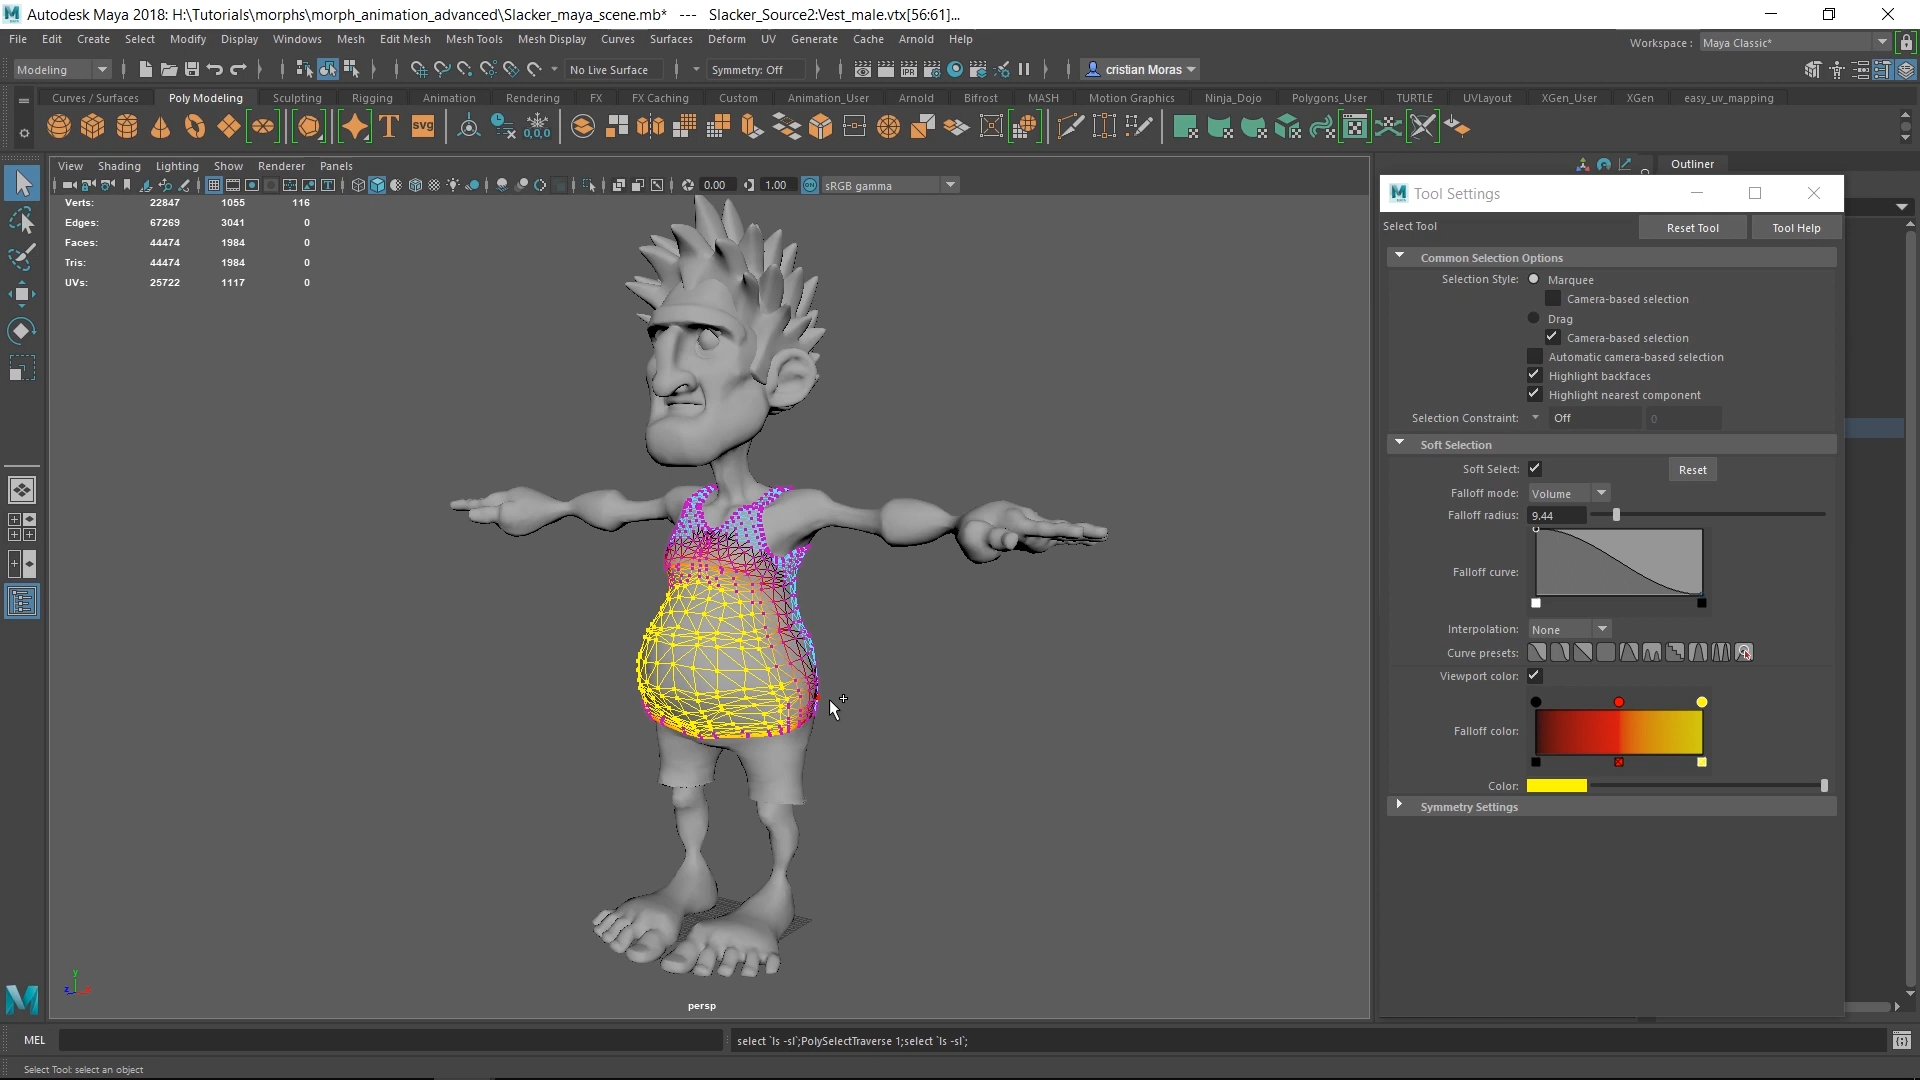 Autodesk Maya 2018: H:\Tutorials\morphs\morph_animation_advanced\Slacker_maya_scene.mb* --- Slacker_Source2:Vest_male.vtx[56:61]...
File Edit Create Select Modify Display Windows Mesh Edit Mesh Mesh Tools Mesh Display Curves Surfaces Deform UV Generate Cache Arnold Help
Workspace : Maya Classic*
Modeling No Live Surface Symmetry: Off cristian Moras
Curves / Surfaces Poly Modeling Sculpting Rigging Animation Rendering FX FX Caching Custom Animation_User Arnold Bifrost MASH Motion Graphics Ninja_Dojo Polygons_User TURTLE UVLayout XGen_User XGen easy_uv_mapping
View Shading Lighting Show Renderer Panels
0.00 1.00 sRGB gamma
Outliner
Verts: 22847 1055 116
Edges: 67269 3041 0
Faces: 44474 1984 0
Tris: 44474 1984 0
UVs: 25722 1117 0
Tool Settings
Select Tool Reset Tool Tool Help
Common Selection Options
Selection Style: Marquee
Camera-based selection
Drag
Camera-based selection
Automatic camera-based selection
Highlight backfaces
Highlight nearest component
Selection Constraint: Off 0
Soft Selection
Soft Select: Reset
Falloff mode: Volume
Falloff radius: 9.44
Falloff curve:
Interpolation: None
Curve presets:
Viewport color:
Falloff color:
Color:
Symmetry Settings
y
z
persp
MEL select `ls -sl`;PolySelectTraverse 1;select `ls -sl`;
Select Tool: select an object